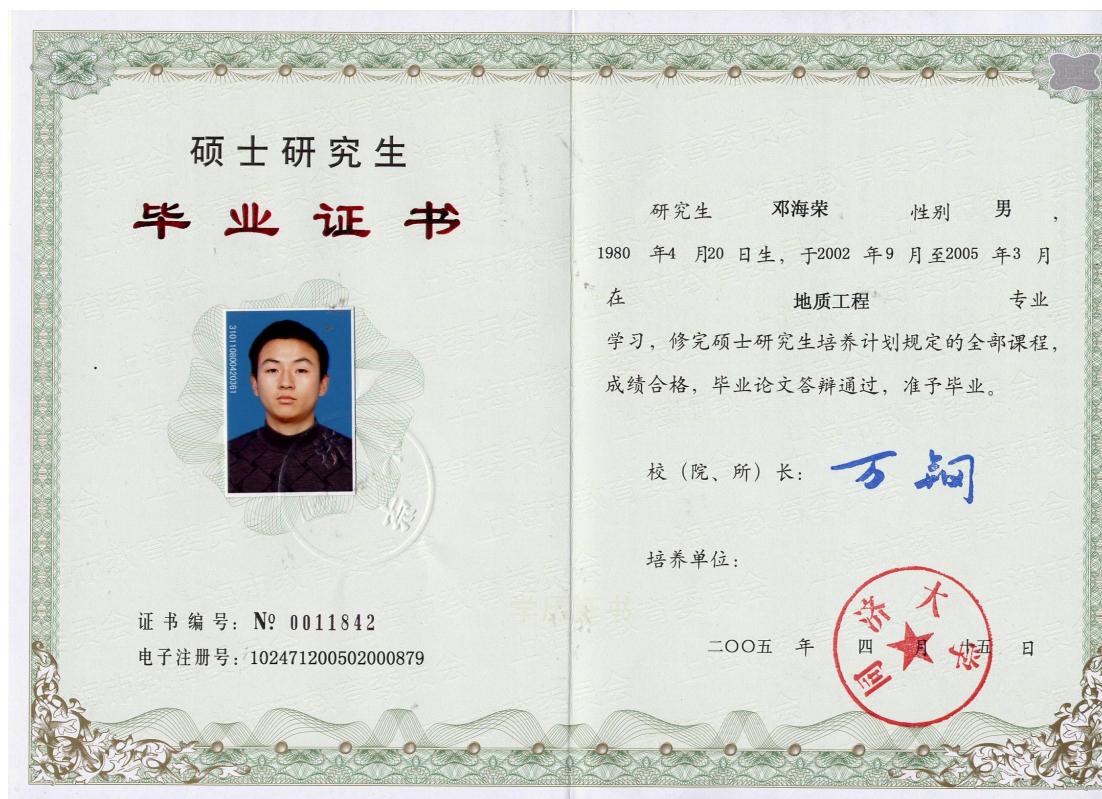 硕士研究生
毕业证书
310110800420361
证书编号：№ 0011842
电子注册号：102471200502000879
研究生 邓海荣 性别 男，
1980 年4 月20 日生，于2002 年9 月至2005 年3 月
在 地质工程 专业
学习，修完硕士研究生培养计划规定的全部课程，
成绩合格，毕业论文答辩通过，准予毕业。
校（院、所）长：万钢
培养单位：
同济大学
二〇〇五 年 四 月 十五 日